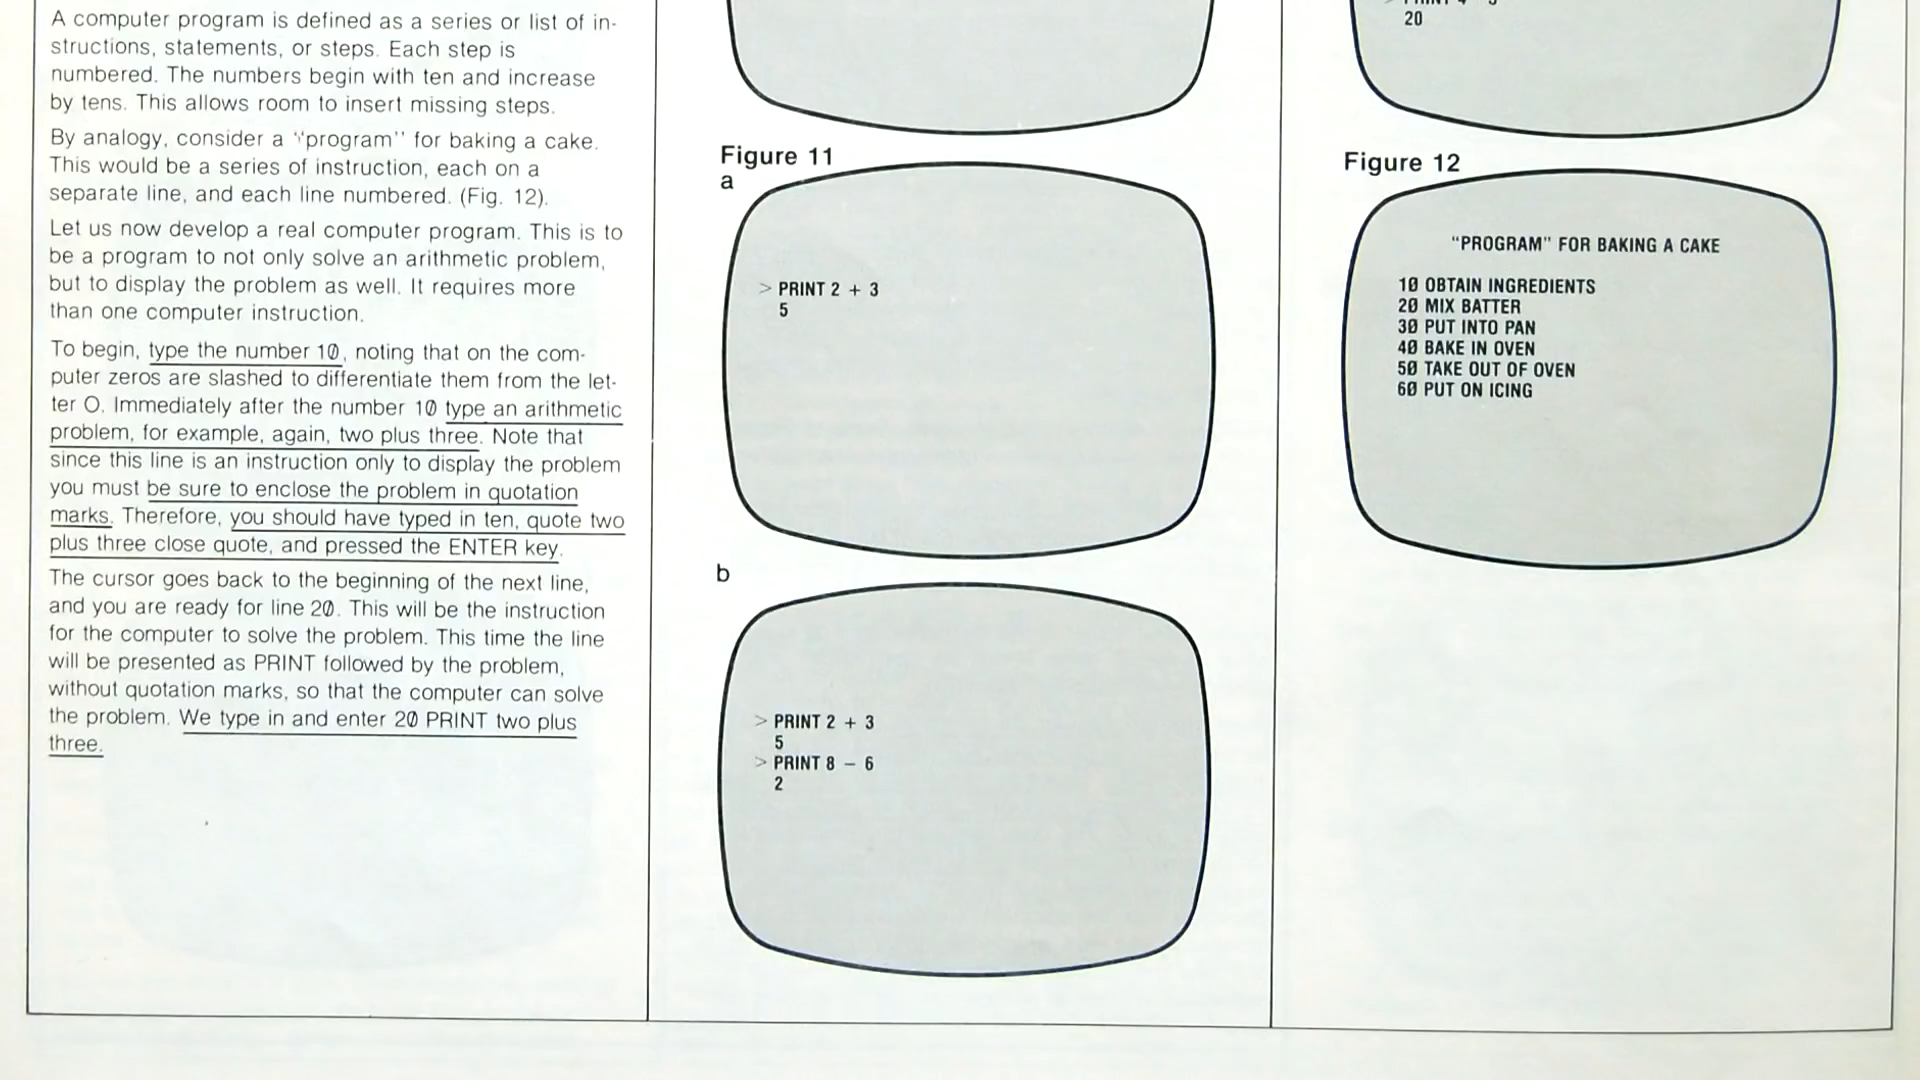 A computer program is defined as a series or list of in-
structions, statements, or steps. Each step is
numbered. The numbers begin with ten and increase
by tens. This allows room to insert missing steps.
By analogy, consider a "program" for baking a cake.
This would be a series of instruction, each on a
separate line, and each line numbered. (Fig. 12).
Let us now develop a real computer program. This is to
be a program to not only solve an arithmetic problem,
but to display the problem as well. It requires more
than one computer instruction.
To begin, type the number 10, noting that on the com-
puter zeros are slashed to differentiate them from the let-
ter O. Immediately after the number 10 type an arithmetic
problem, for example, again, two plus three. Note that
since this line is an instruction only to display the problem
you must be sure to enclose the problem in quotation
marks. Therefore, you should have typed in ten, quote two
plus three close quote, and pressed the ENTER key.
The cursor goes back to the beginning of the next line,
and you are ready for line 20. This will be the instruction
for the computer to solve the problem. This time the line
will be presented as PRINT followed by the problem,
without quotation marks, so that the computer can solve
the problem. We type in and enter 20 PRINT two plus
three.
Figure 11
a
> PRINT 2 + 3
5
b
> PRINT 2 + 3
5
> PRINT 8 − 6
2
20
Figure 12
"PROGRAM" FOR BAKING A CAKE
10 OBTAIN INGREDIENTS
20 MIX BATTER
30 PUT INTO PAN
40 BAKE IN OVEN
50 TAKE OUT OF OVEN
60 PUT ON ICING